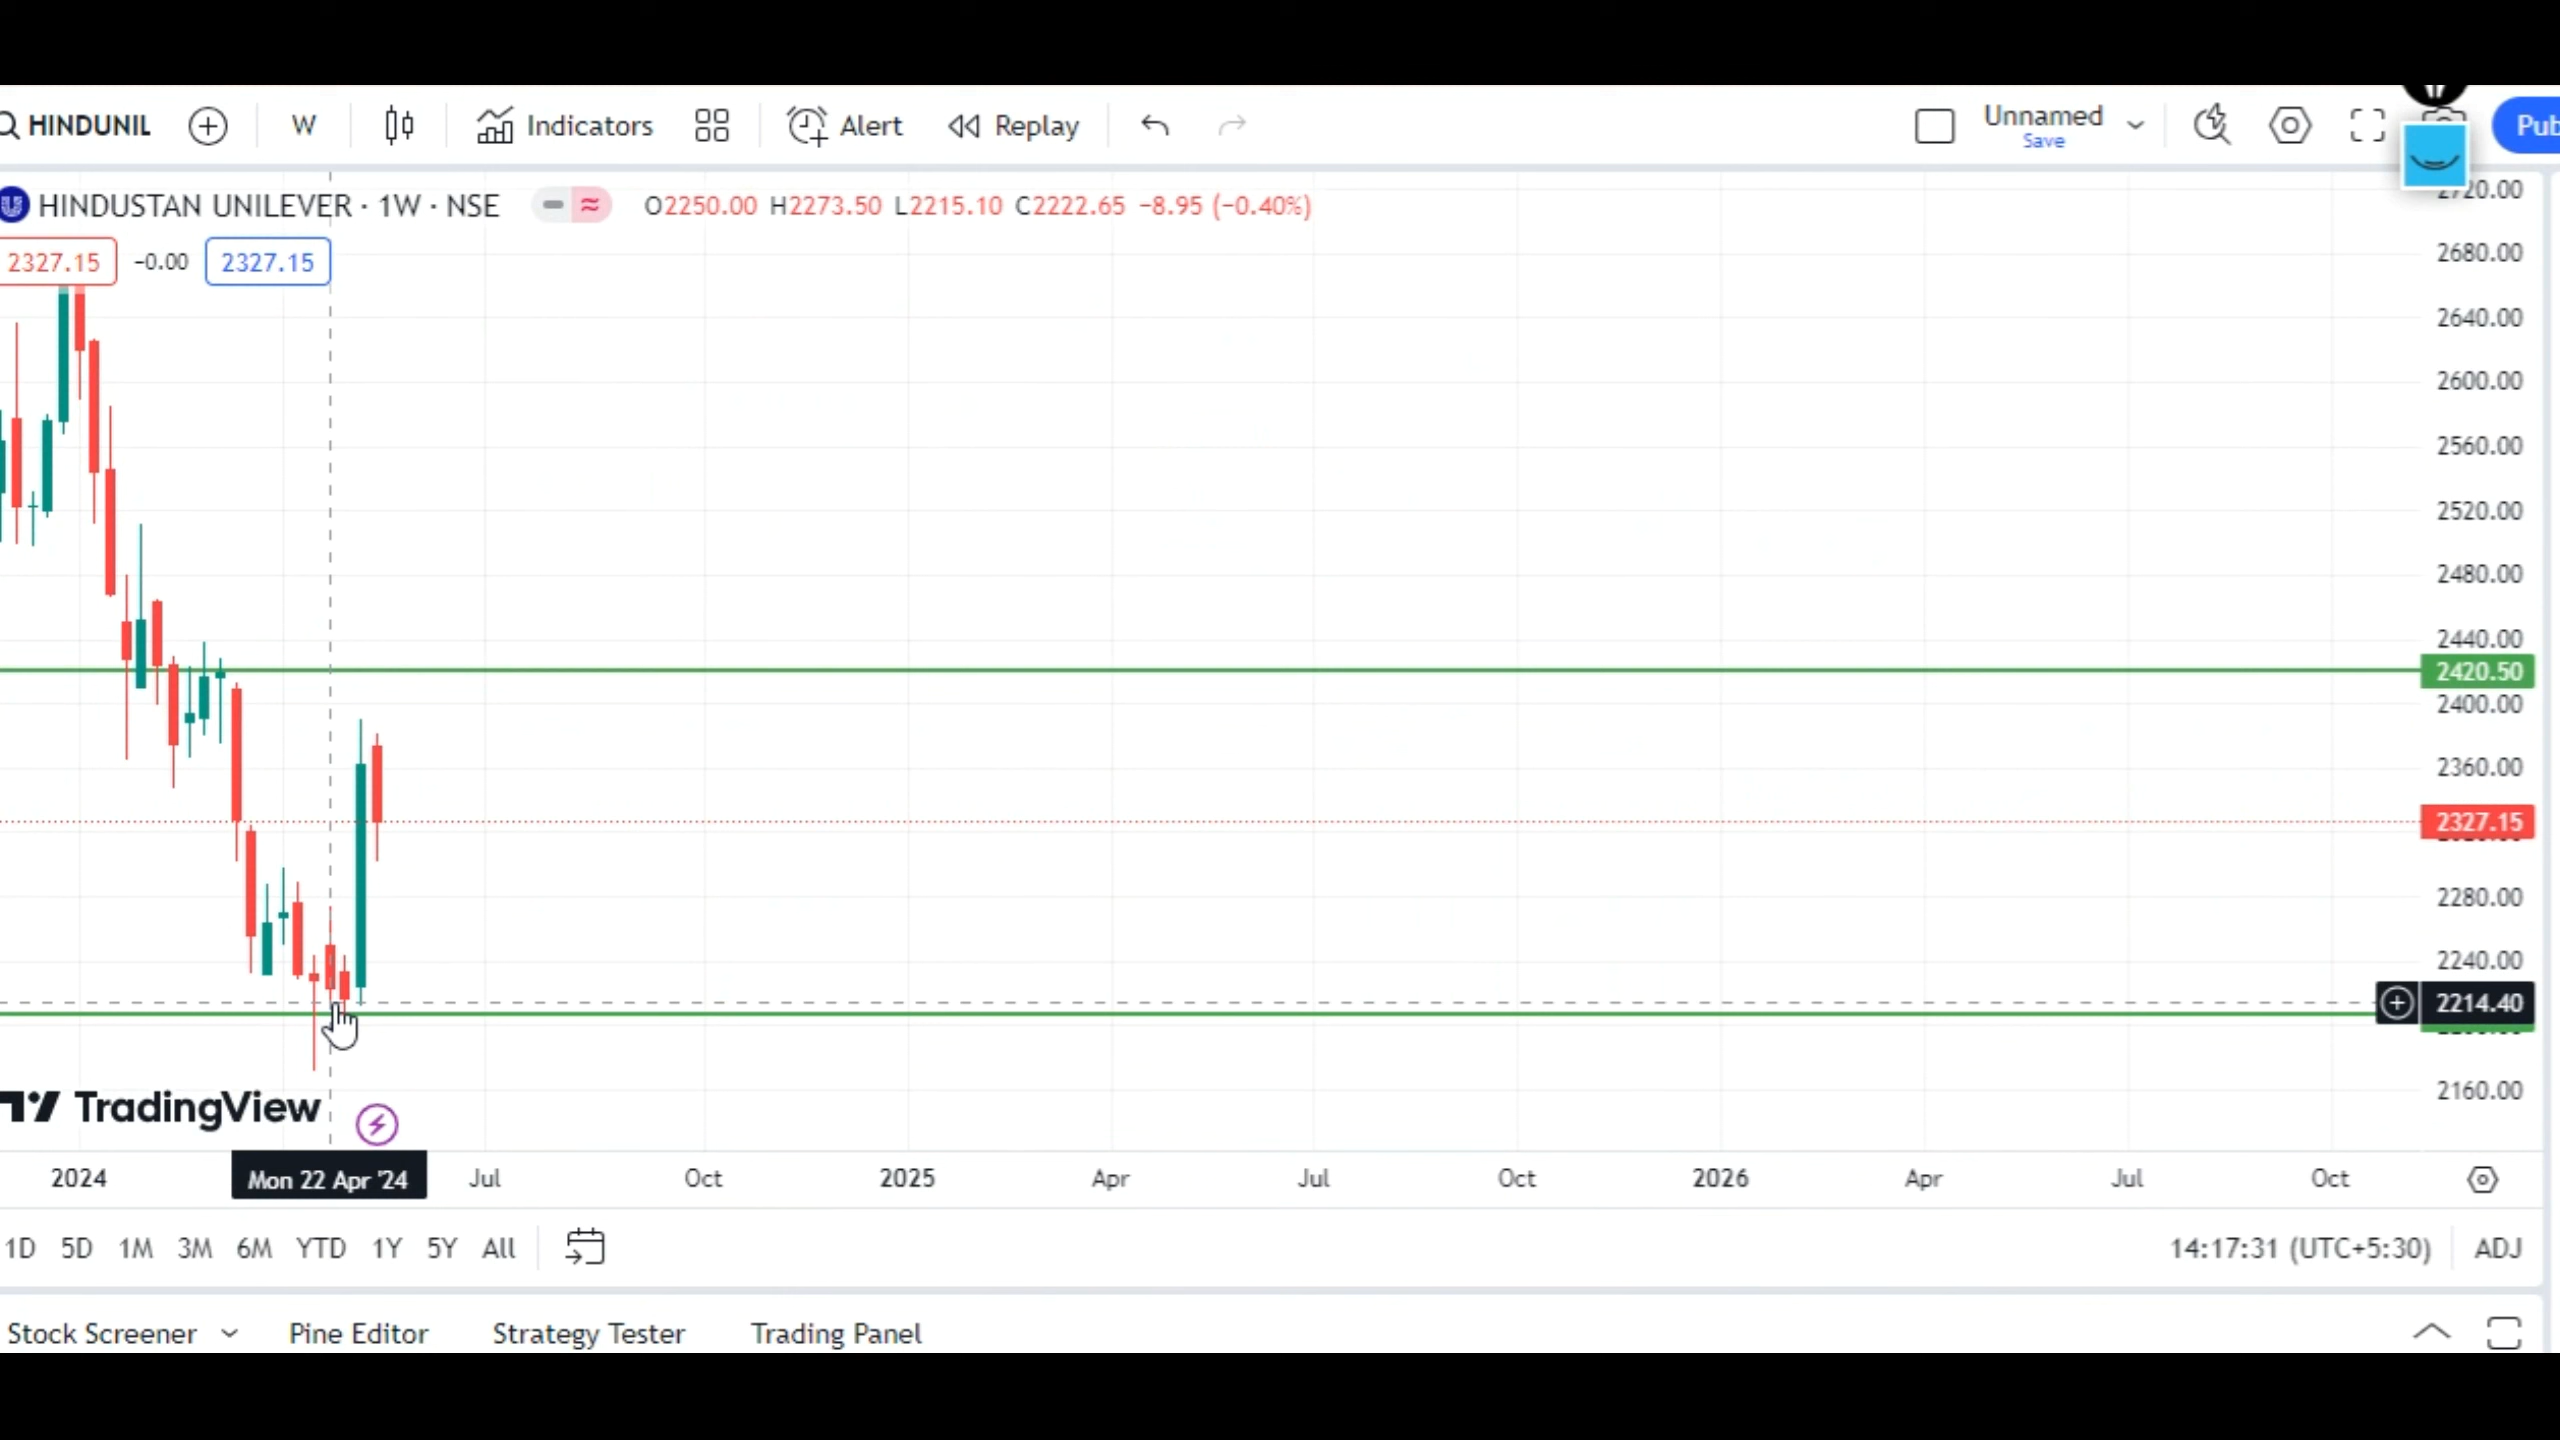 HINDUNIL W Indicators Alert Replay Unnamed Save Pub
HINDUSTAN UNILEVER · 1W · NSE O2250.00 H2273.50 L2215.10 C2222.65 −8.95 (−0.40%)
2327.15 −0.00 2327.15
2720.00
2680.00
2640.00
2600.00
2560.00
2520.00
2480.00
2440.00
2420.50
2400.00
2360.00
2327.15
2280.00
2240.00
2214.40
2160.00
TradingView
2024 Mon 22 Apr '24 Jul Oct 2025 Apr Jul Oct 2026 Apr Jul Oct
1D 5D 1M 3M 6M YTD 1Y 5Y All 14:17:31 (UTC+5:30) ADJ
Stock Screener Pine Editor Strategy Tester Trading Panel